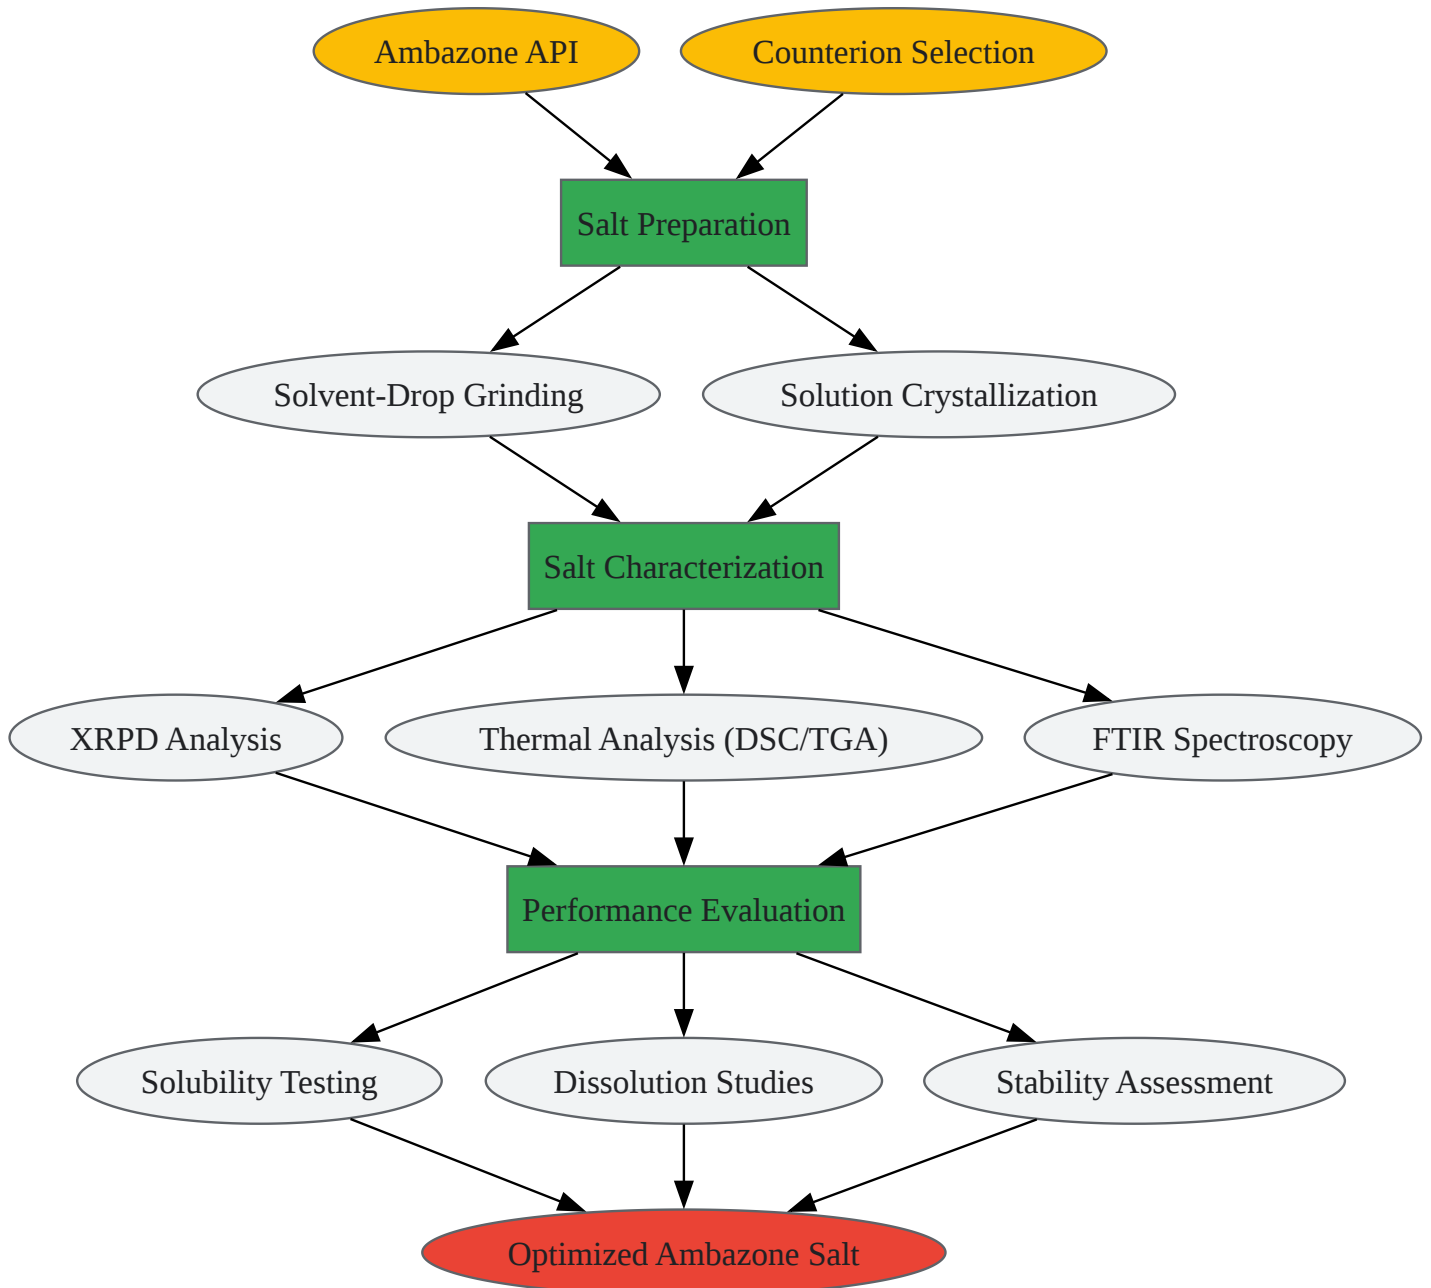 Ambazone API
Counterion Selection
Salt Preparation
Solvent-Drop Grinding
Solution Crystallization
Salt Characterization
XRPD Analysis
Thermal Analysis (DSC/TGA)
FTIR Spectroscopy
Performance Evaluation
Solubility Testing
Dissolution Studies
Stability Assessment
Optimized Ambazone Salt